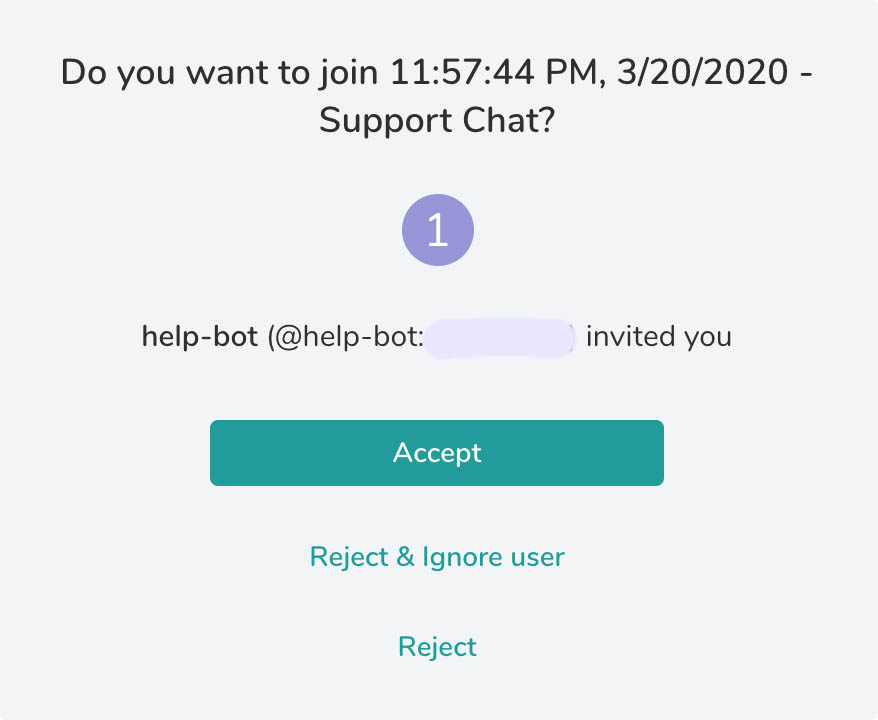 Do you want to join 11:57:44 PM, 3/20/2020 -
Support Chat?
1
help-bot (@help-bot: invited you
Accept
Reject & Ignore user
Reject